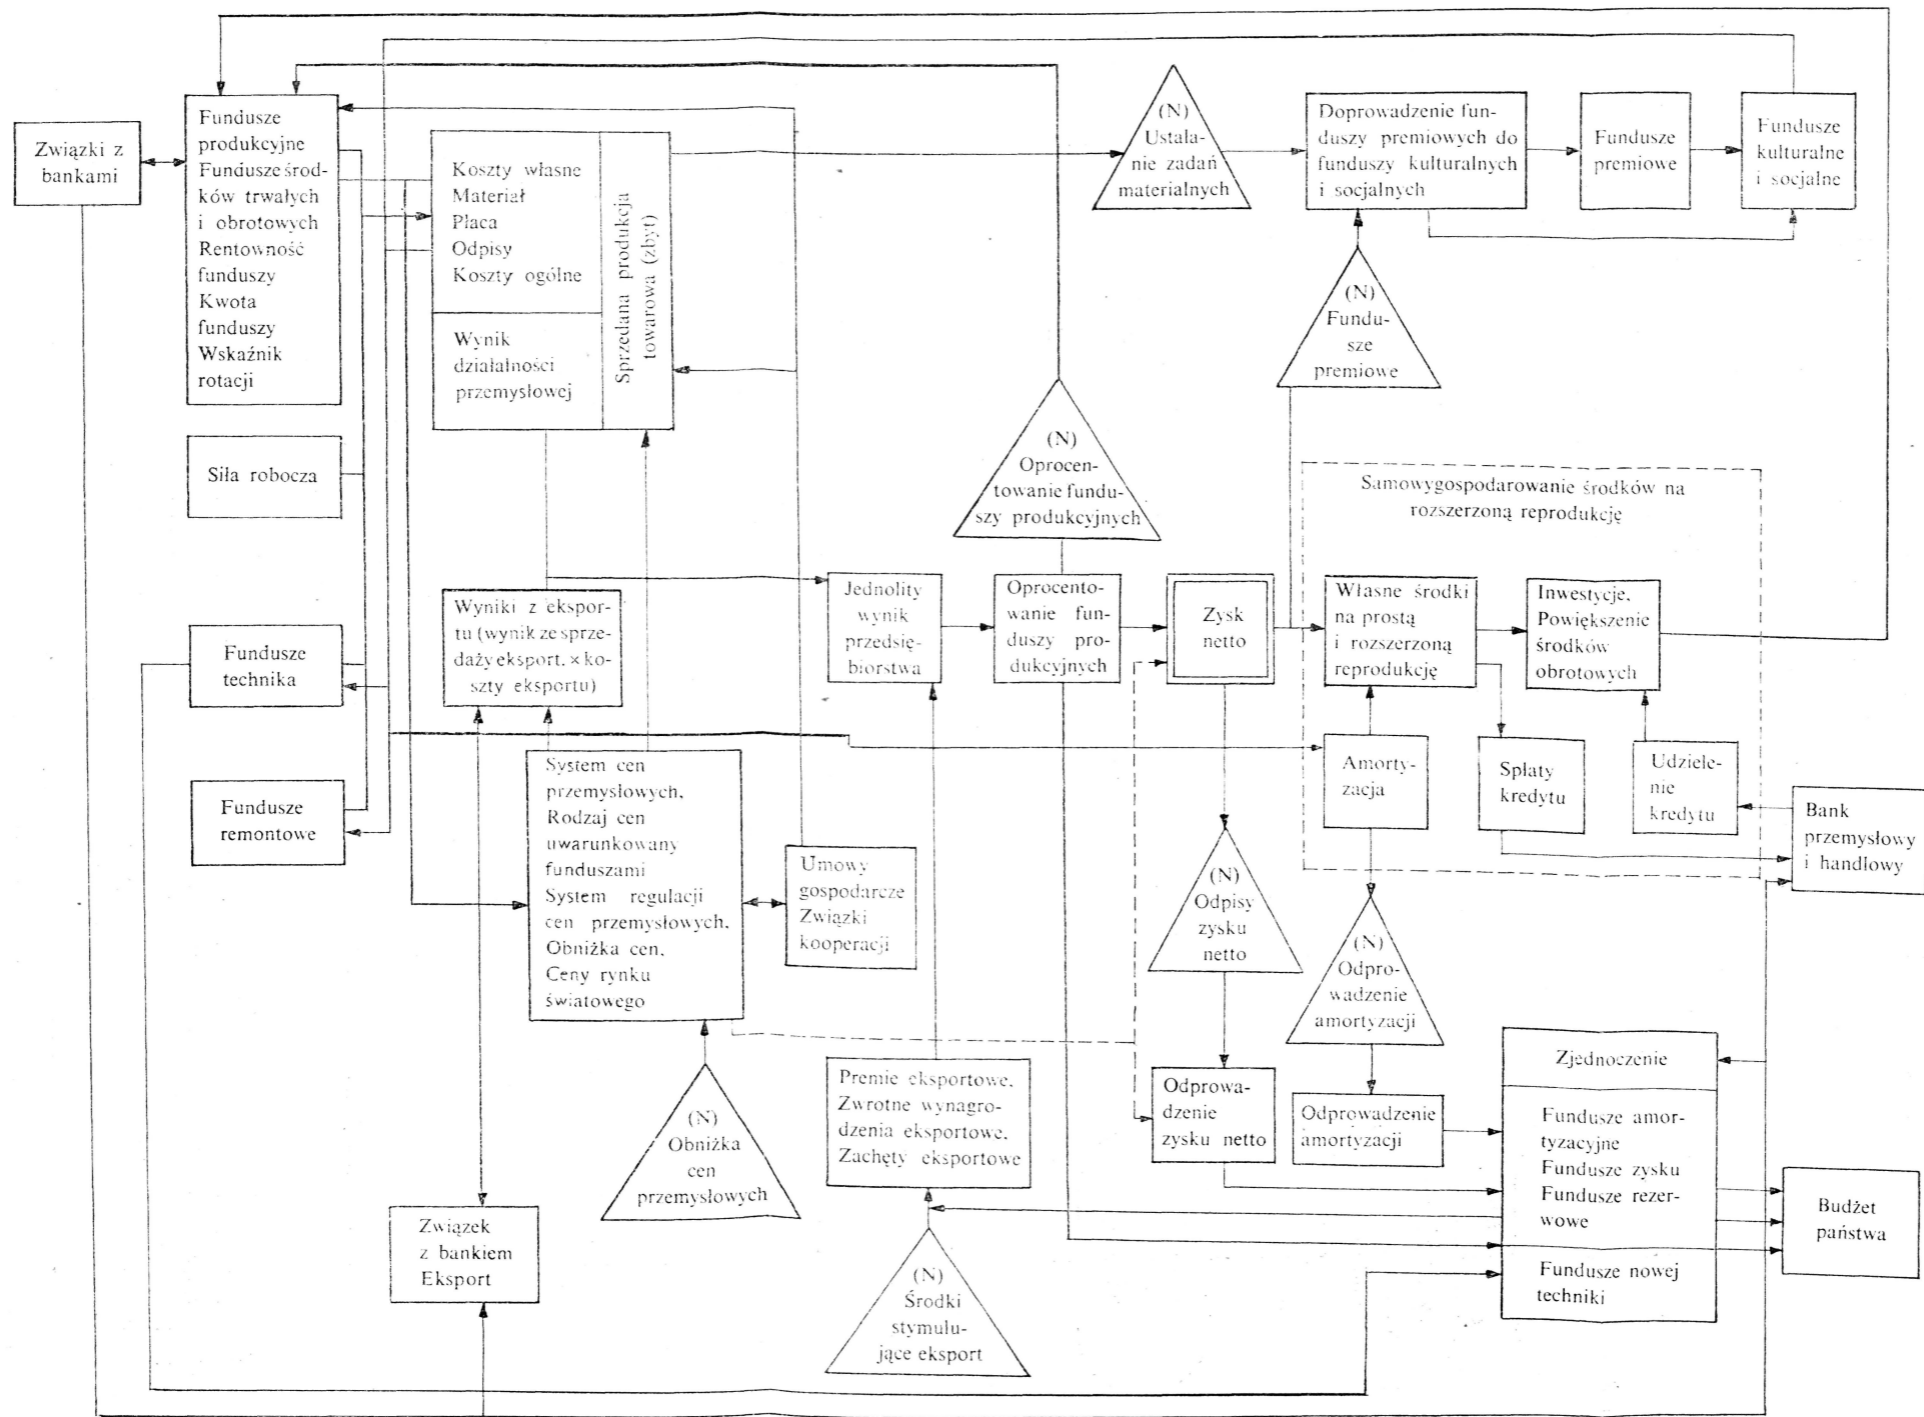 Związki z
bankami
Fundusze
produkcyjne
Fundusze środ-
ków trwałych
i obrotowych
Rentowność
funduszy
Kwota
funduszy
Wskaźnik
rotacji
Koszty własne
Materiał
Płaca
Odpisy
Koszty ogólne
Wynik
działalności
przemysłowej
Sprzedana produkcja
towarowa (zbyt)
(N)
Ustala-
nie zadań
materialnych
Doprowadzenie fun-
duszy premiowych do
funduszy kulturalnych
i socjalnych
Fundusze
premiowe
Fundusze
kulturalne
i socjalne
(N)
Fundu-
sze
premiowe
Siła robocza
(N)
Oprocen-
towanie fundu-
szy produkcyjnych
Samowygospodarowanie środków na
rozszerzoną reprodukcję
Fundusze
technika
Wyniki z ekspor-
tu (wynik ze sprze-
daży eksport. × ko-
szty eksportu)
Jednolity
wynik
przedsię-
biorstwa
Oprocento-
wanie fun-
duszy pro-
dukcyjnych
Zysk
netto
Własne środki
na prostą
i rozszerzoną
reprodukcję
Inwestycje.
Powiększenie
środków
obrotowych
Fundusze
remontowe
System cen
przemysłowych.
Rodzaj cen
uwarunkowany
funduszami
System regulacji
cen przemysłowych.
Obniżka cen.
Ceny rynku
światowego
Umowy
gospodarcze
Związki
kooperacji
Amorty-
zacja
Spłaty
kredytu
Udziele-
nie
kredytu
Bank
przemysłowy
i handlowy
(N)
Odpisy
zysku
netto
(N)
Odpro-
wadzenie
amortyzacji
(N)
Obniżka
cen
przemysłowych
Premie eksportowe.
Zwrotne wynagro-
dzenia eksportowe.
Zachęty eksportowe
Odprowa-
dzenie
zysku netto
Odprowadzenie
amortyzacji
Zjednoczenie
Fundusze amor-
tyzacyjne
Fundusze zysku
Fundusze rezer-
wowe
Fundusze nowej
techniki
Budżet
państwa
Związek
z bankiem
Eksport
(N)
Środki
stymulu-
jące eksport